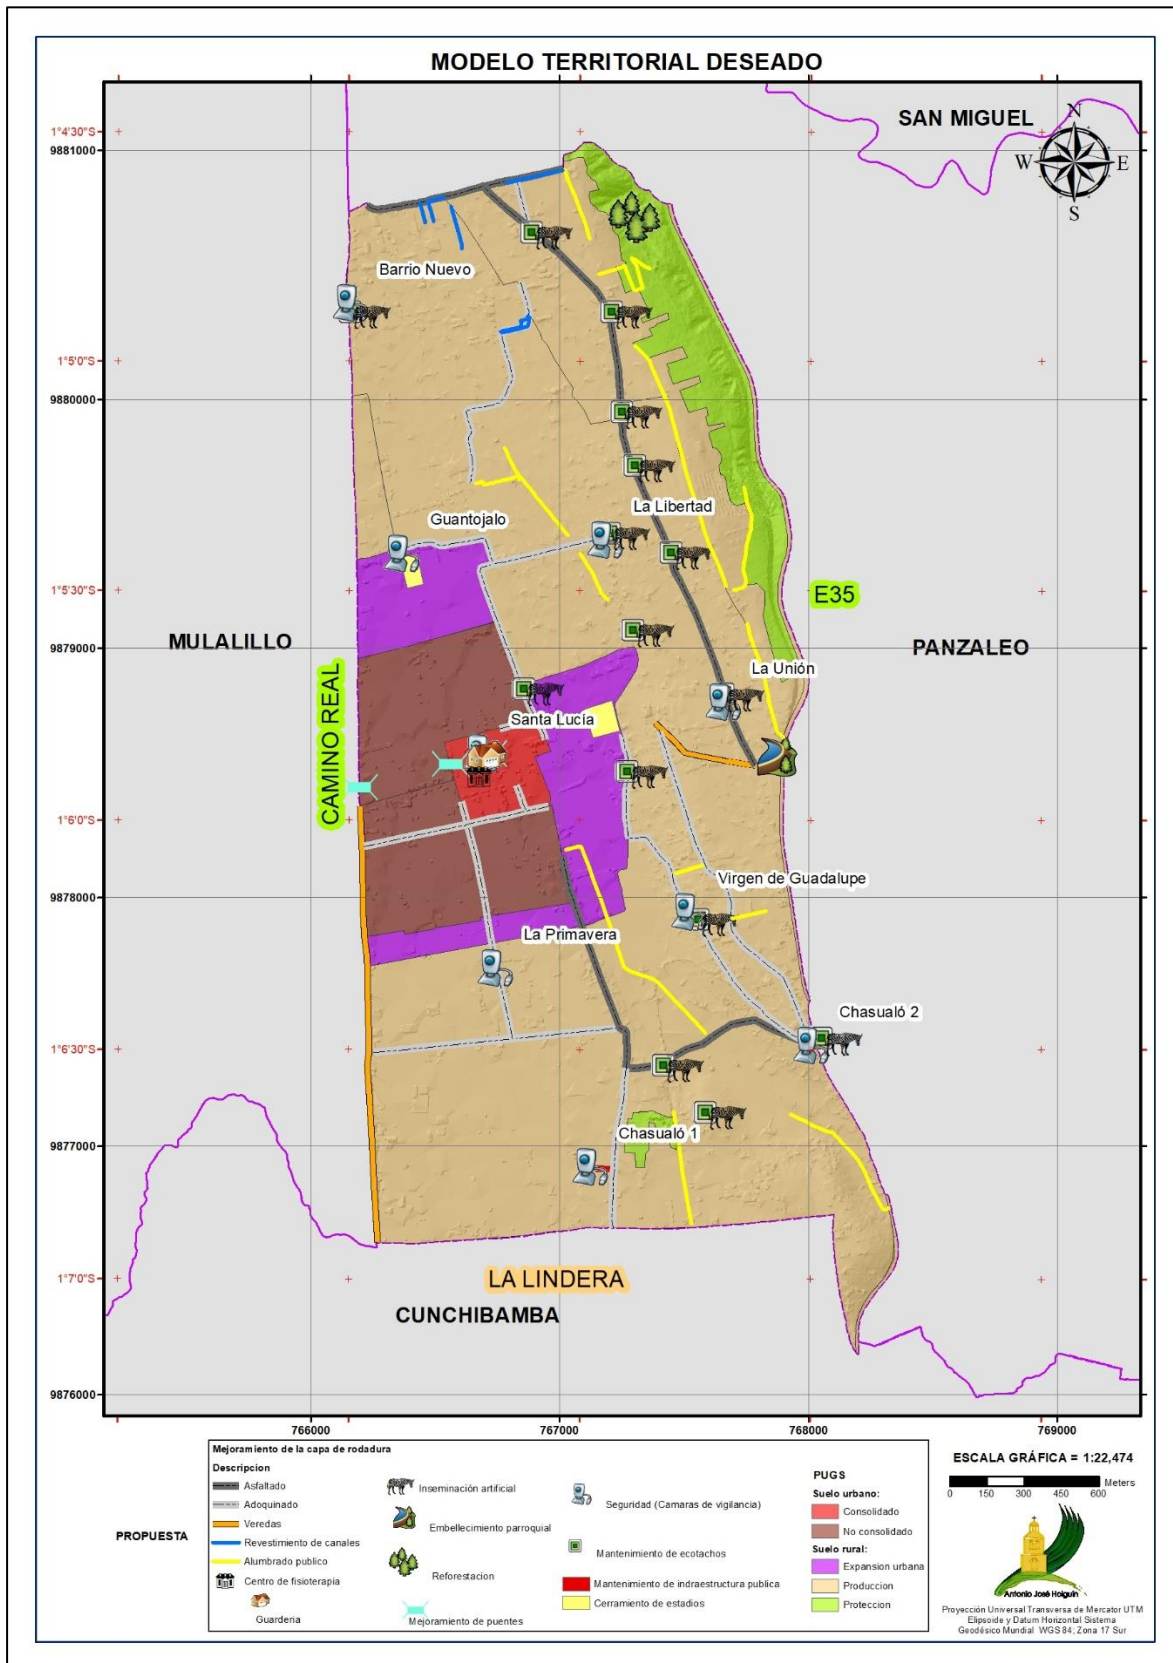 MODELO TERRITORIAL DESEADO
SAN MIGUEL
N
W E
S
1°4'30"S
9881000
Barrio Nuevo
1°5'0"S
9880000
La Libertad
Guantojalo
1°5'30"S
E35
MULALILLO
9879000
PANZALEO
La Unión
CAMINO REAL
Santa Lucía
1°6'0"S
Virgen de Guadalupe
9878000
La Primavera
Chasualó 2
1°6'30"S
Chasualó 1
9877000
1°7'0"S
LA LINDERA
CUNCHIBAMBA
9876000
766000 767000 768000 769000
PROPUESTA
Mejoramiento de la capa de rodadura
Descripcion
Asfaltado
Adoquinado
Veredas
Revestimiento de canales
Alumbrado publico
Centro de fisioterapia
Guarderia
Inseminación artificial
Embellecimiento parroquial
Reforestacion
Mejoramiento de puentes
Seguridad (Camaras de vigilancia)
Mantenimiento de ecotachos
Mantenimiento de indraestructura publica
Cerramiento de estadios
PUGS
Suelo urbano:
Consolidado
No consolidado
Suelo rural:
Expansion urbana
Produccion
Proteccion
ESCALA GRÁFICA = 1:22,474
Meters
0 150 300 450 600
Antonio José Holguín
Proyección Universal Transversa de Mercator UTM
Elipsoide y Datum Horizontal Sistema
Geodésico Mundial WGS 84; Zona 17 Sur